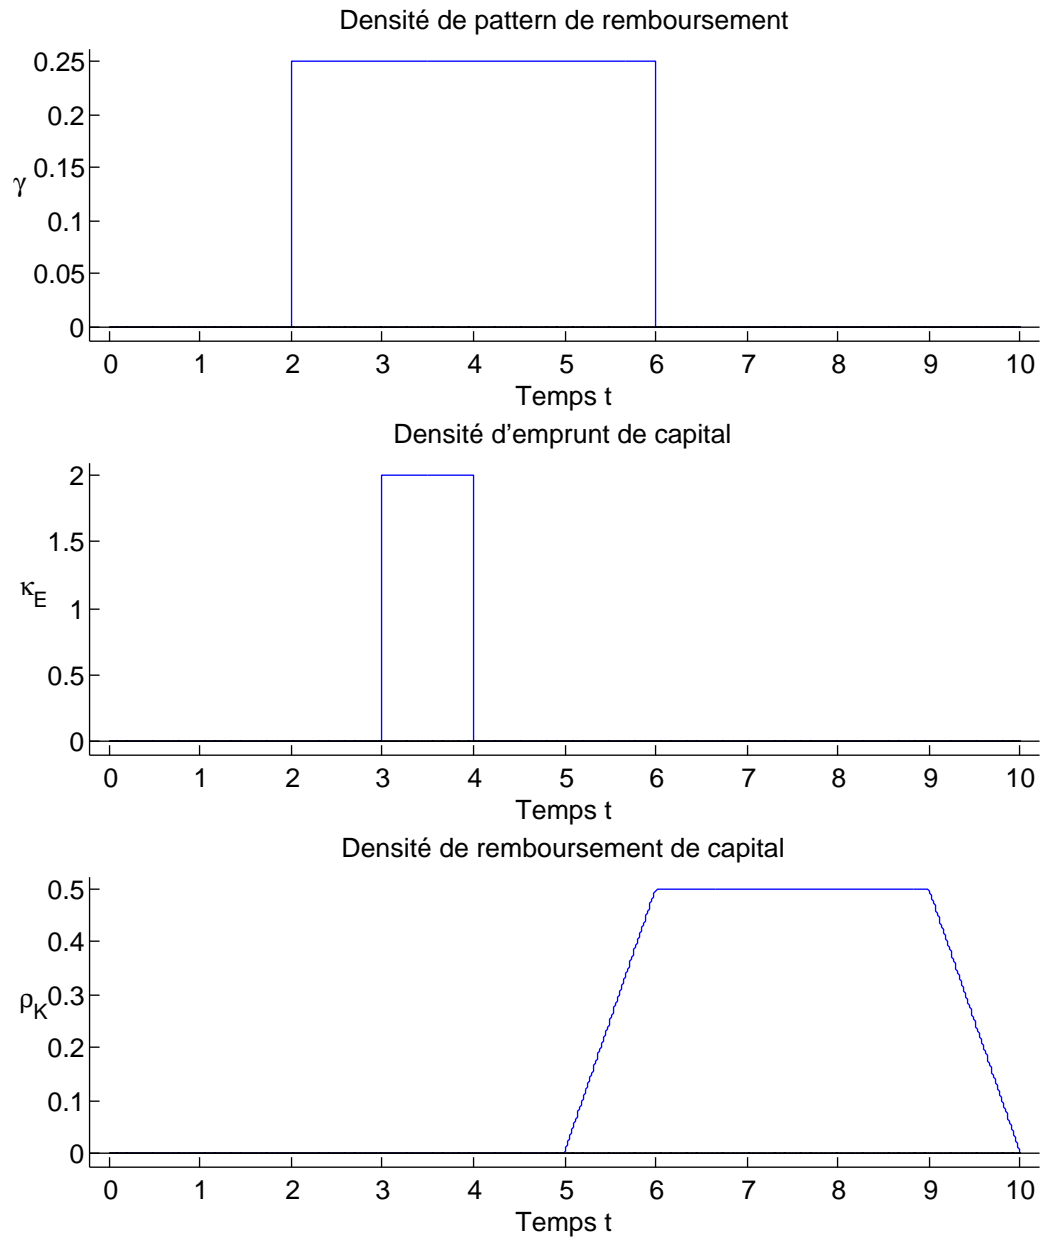 Densité de pattern de remboursement
0.25
0.2
0.15
γ
0.1
0.05
0
0 1 2 3 4 5 6 7 8 9 10
Temps t
Densité d'emprunt de capital
2
1.5
κE
1
0.5
0
0 1 2 3 4 5 6 7 8 9 10
Temps t
Densité de remboursement de capital
0.5
0.4
ρK 0.3
0.2
0.1
0
0 1 2 3 4 5 6 7 8 9 10
Temps t